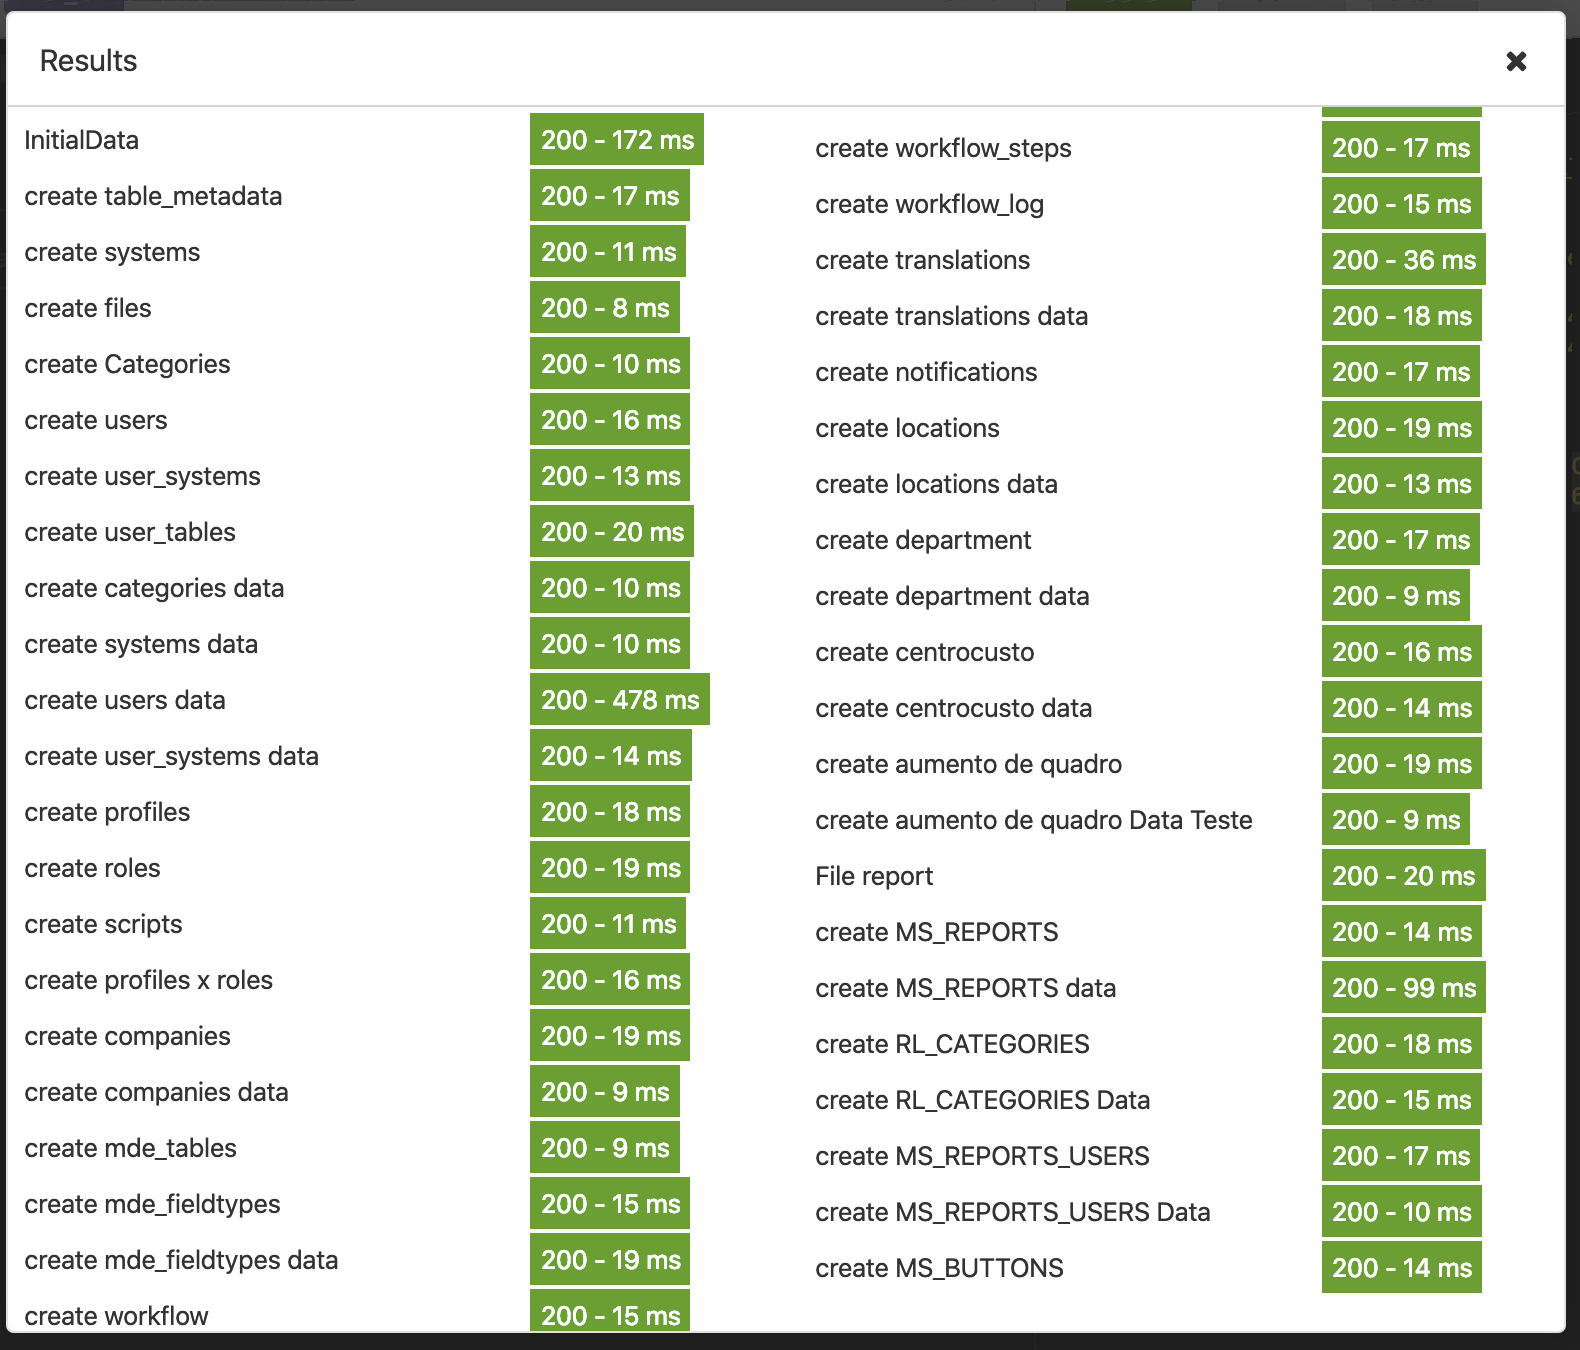 Results
InitialData 200 - 172 ms
create table_metadata 200 - 17 ms
create systems 200 - 11 ms
create files 200 - 8 ms
create Categories 200 - 10 ms
create users 200 - 16 ms
create user_systems 200 - 13 ms
create user_tables 200 - 20 ms
create categories data 200 - 10 ms
create systems data 200 - 10 ms
create users data 200 - 478 ms
create user_systems data 200 - 14 ms
create profiles 200 - 18 ms
create roles 200 - 19 ms
create scripts 200 - 11 ms
create profiles x roles 200 - 16 ms
create companies 200 - 19 ms
create companies data 200 - 9 ms
create mde_tables 200 - 9 ms
create mde_fieldtypes 200 - 15 ms
create mde_fieldtypes data 200 - 19 ms
create workflow 200 - 15 ms
create workflow_steps 200 - 17 ms
create workflow_log 200 - 15 ms
create translations 200 - 36 ms
create translations data 200 - 18 ms
create notifications 200 - 17 ms
create locations 200 - 19 ms
create locations data 200 - 13 ms
create department 200 - 17 ms
create department data 200 - 9 ms
create centrocusto 200 - 16 ms
create centrocusto data 200 - 14 ms
create aumento de quadro 200 - 19 ms
create aumento de quadro Data Teste 200 - 9 ms
File report 200 - 20 ms
create MS_REPORTS 200 - 14 ms
create MS_REPORTS data 200 - 99 ms
create RL_CATEGORIES 200 - 18 ms
create RL_CATEGORIES Data 200 - 15 ms
create MS_REPORTS_USERS 200 - 17 ms
create MS_REPORTS_USERS Data 200 - 10 ms
create MS_BUTTONS 200 - 14 ms